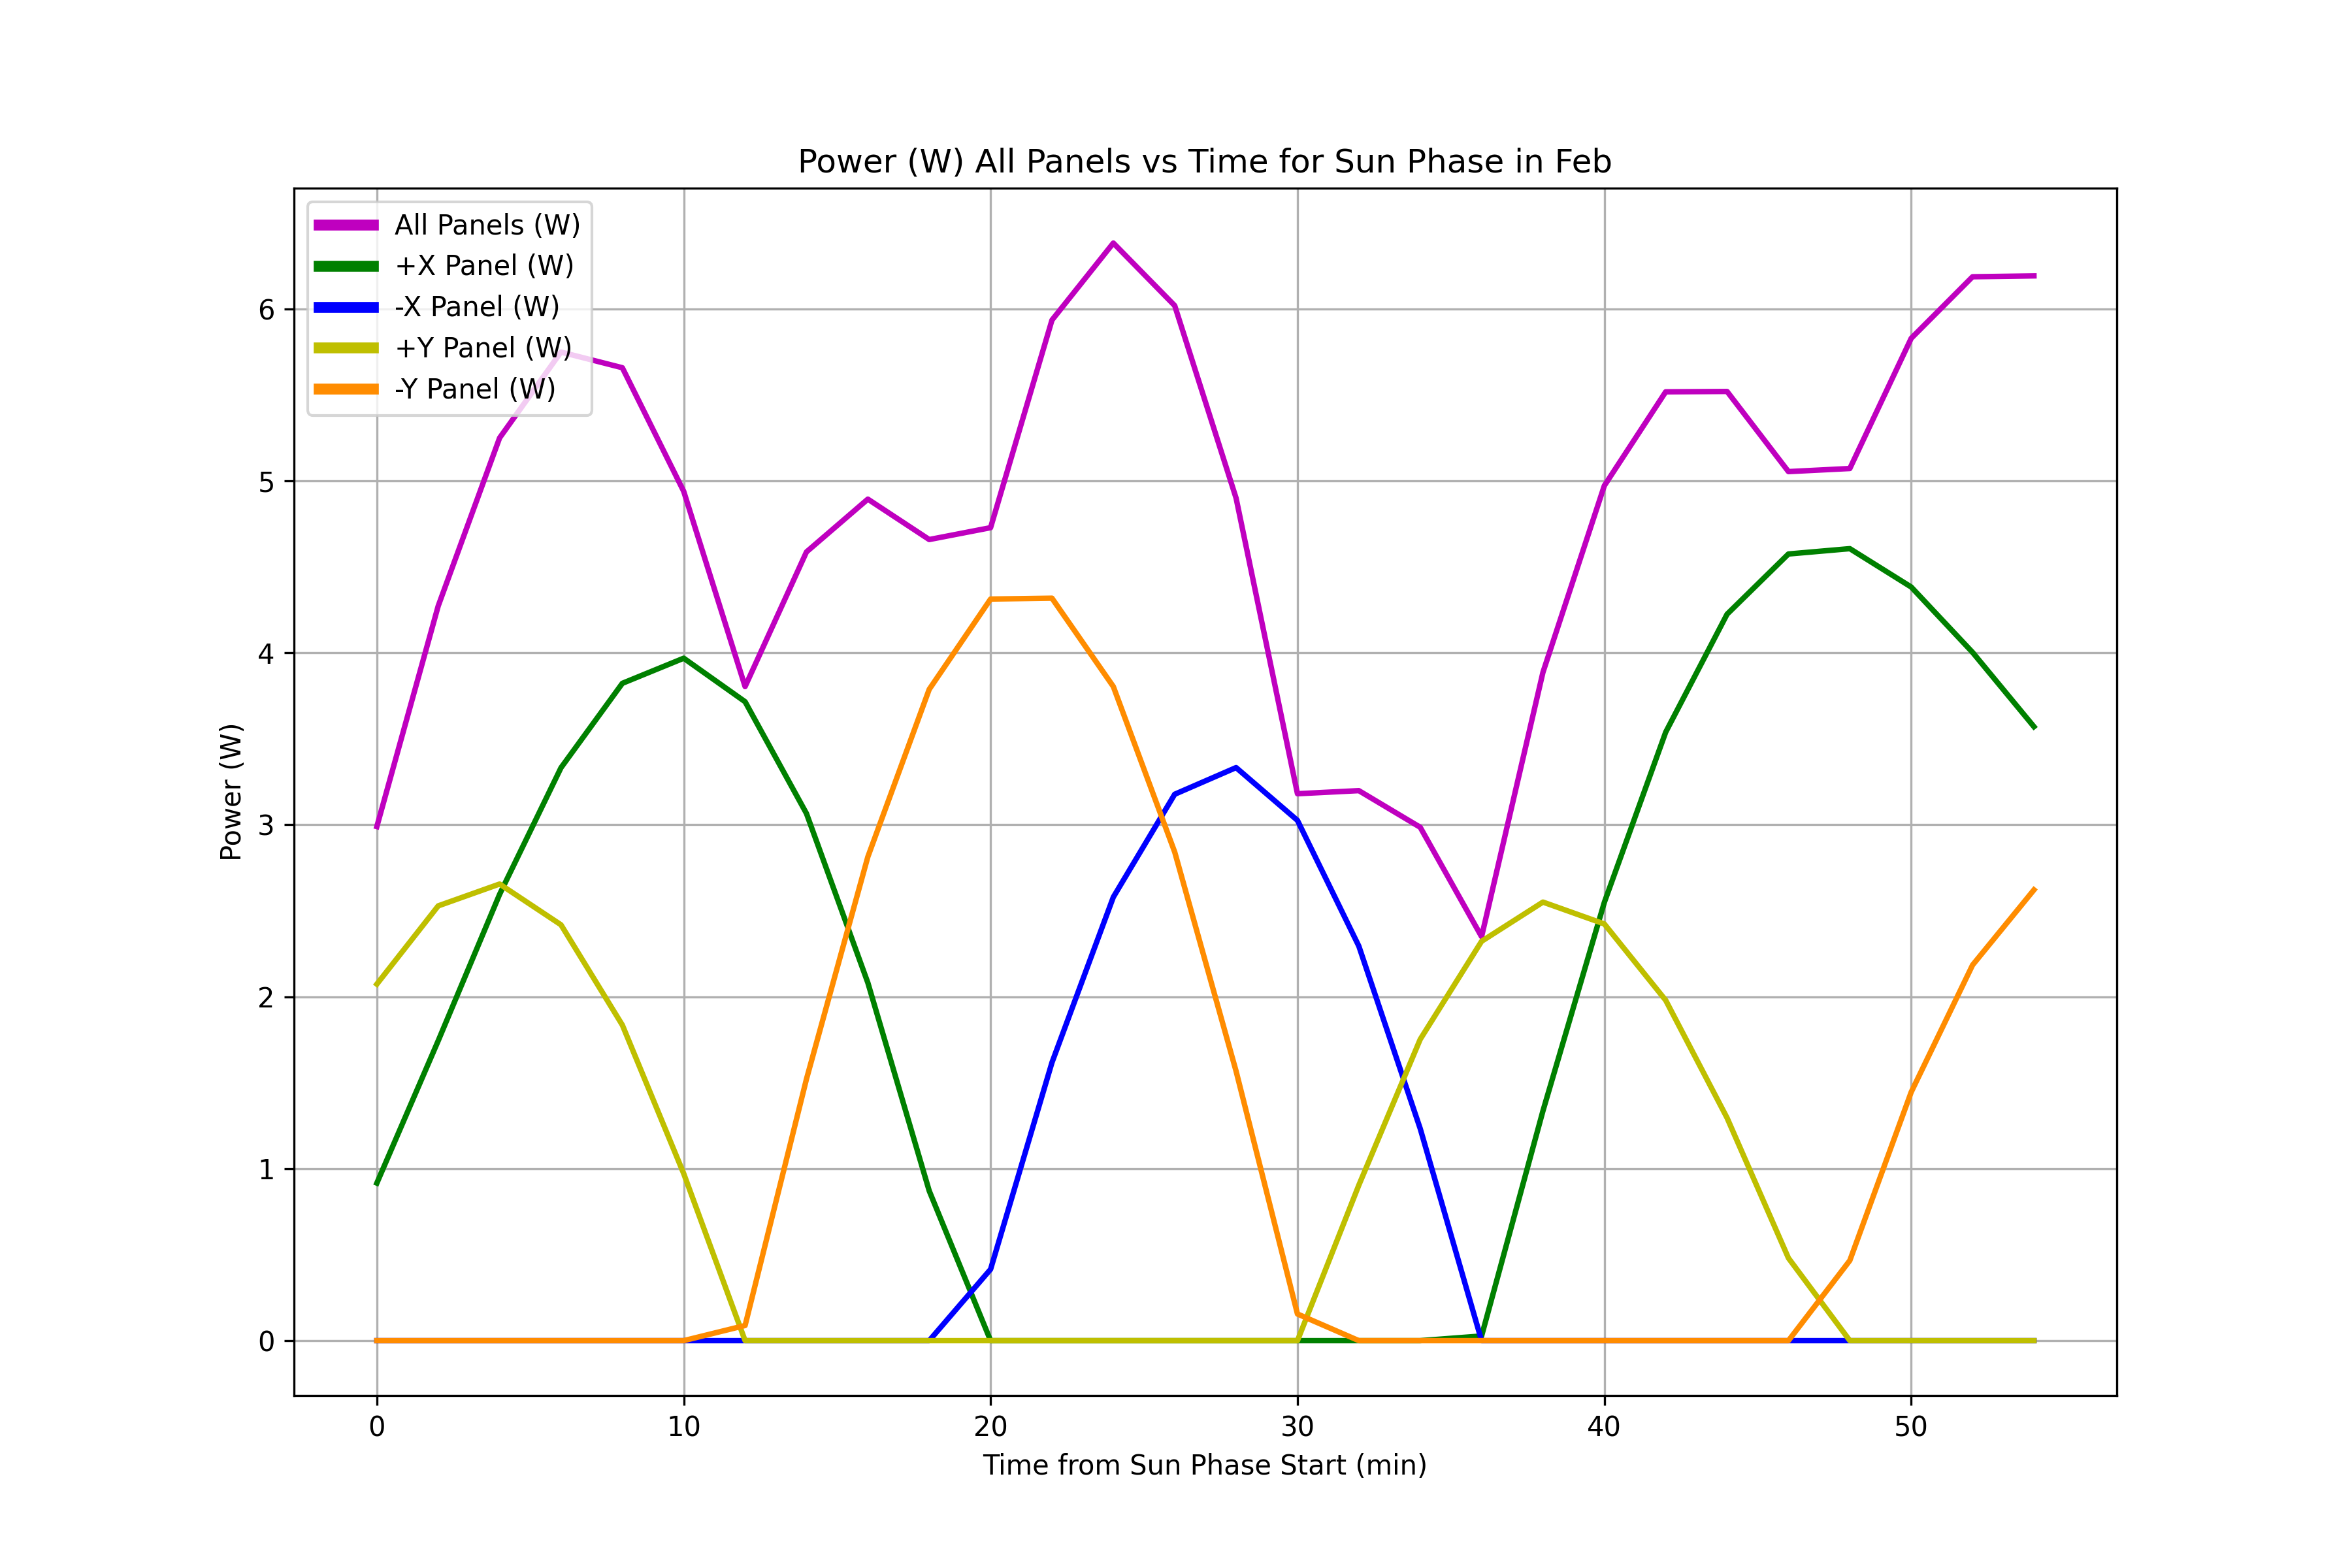 Power (W) All Panels vs Time for Sun Phase in Feb
All Panels (W)
+X Panel (W)
-X Panel (W)
+Y Panel (W)
-Y Panel (W)
Power (W)
6
5
4
3
2
1
0
0 10 20 30 40 50
Time from Sun Phase Start (min)